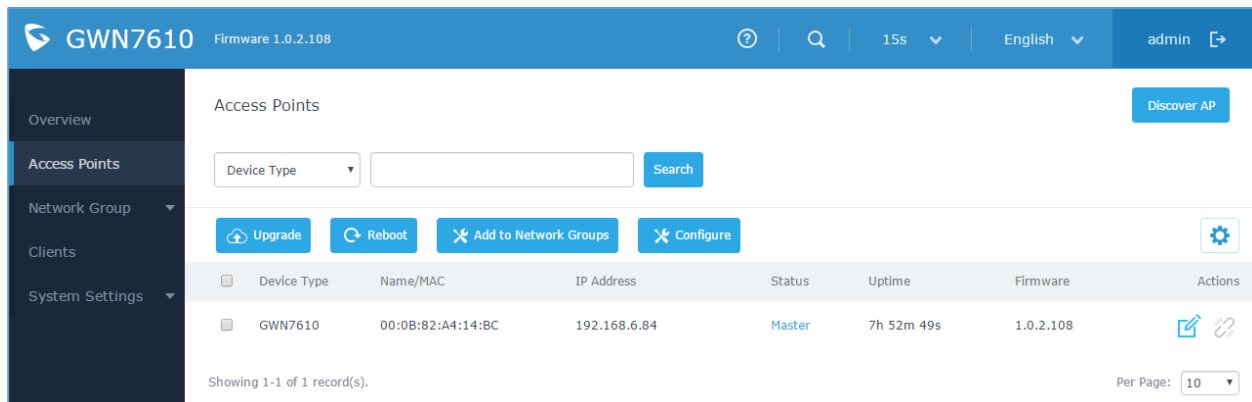 GWN7610 Firmware 1.0.2.108 15s English admin
Overview
Access Points
Network Group
Clients
System Settings
Access Points Discover AP
Device Type Search
Upgrade Reboot Add to Network Groups Configure
Device Type Name/MAC IP Address Status Uptime Firmware Actions
GWN7610 00:0B:82:A4:14:BC 192.168.6.84 Master 7h 52m 49s 1.0.2.108
Showing 1-1 of 1 record(s). Per Page: 10